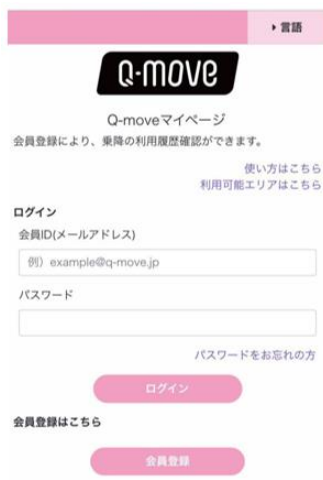 ▸ 言語
Q-move
Q-moveマイページ
会員登録により、乗降の利用履歴確認ができます。
使い方はこちら
利用可能エリアはこちら
ログイン
会員ID(メールアドレス)
例）example@q-move.jp
パスワード
パスワードをお忘れの方
ログイン
会員登録はこちら
会員登録